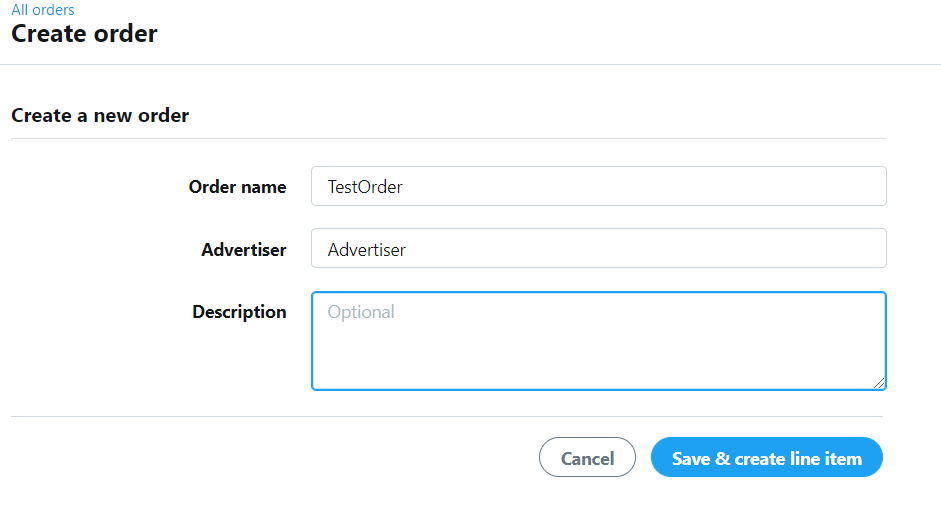 All orders
Create order
Create a new order
Order name TestOrder
Advertiser Advertiser
Description Optional
Cancel Save & create line item